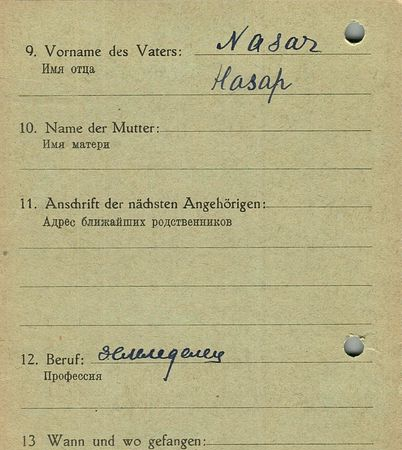 9. Vorname des Vaters: Nasar
Имя отца Назар
10. Name der Mutter:
Имя матери
11. Anschrift der nächsten Angehörigen:
Адрес ближайших родственников
12. Beruf: земледелец
Профессия
13 Wann und wo gefangen: